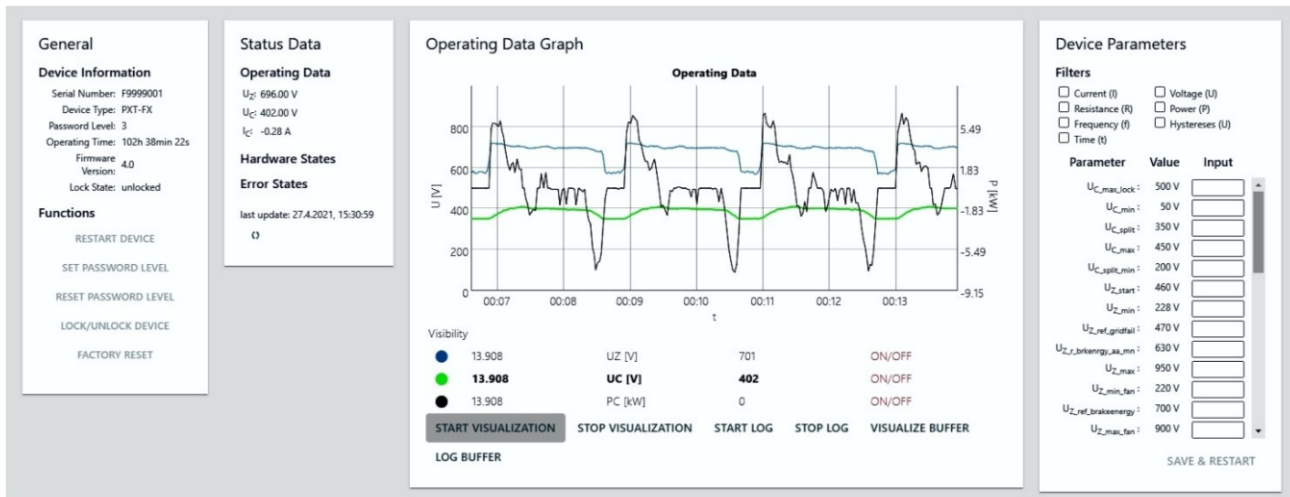 General
Device Information
Serial Number: F9999001
Device Type: PXT-FX
Password Level: 3
Operating Time: 102h 38min 22s
Firmware Version: 4.0
Lock State: unlocked
Functions
RESTART DEVICE
SET PASSWORD LEVEL
RESET PASSWORD LEVEL
LOCK/UNLOCK DEVICE
FACTORY RESET
Status Data
Operating Data
UZ: 696.00 V
UC: 402.00 V
IC: -0.28 A
Hardware States
Error States
last update: 27.4.2021, 15:30:59
Operating Data Graph
Operating Data
800
600
400
200
0
U [V]
5.49
1.83
-1.83
-5.49
-9.15
P [kW]
00:07 00:08 00:09 00:10 00:11 00:12 00:13
t
Visibility
13.908 UZ [V] 701 ON/OFF
13.908 UC [V] 402 ON/OFF
13.908 PC [kW] 0 ON/OFF
START VISUALIZATION STOP VISUALIZATION START LOG STOP LOG VISUALIZE BUFFER
LOG BUFFER
Device Parameters
Filters
Current (I) Voltage (U)
Resistance (R) Power (P)
Frequency (f) Hystereses (U)
Time (t)
Parameter Value Input
UC_max_lock: 500 V
UC_min: 50 V
UC_split: 350 V
UC_max: 450 V
UC_split_min: 200 V
UZ_start: 460 V
UZ_min: 228 V
UZ_ref_gridfail: 470 V
UZ_r_brkenrgy_aa_mn: 630 V
UZ_max: 950 V
UZ_min_fan: 220 V
UZ_ref_brakeenergy: 700 V
UZ_max_fan: 900 V
SAVE & RESTART